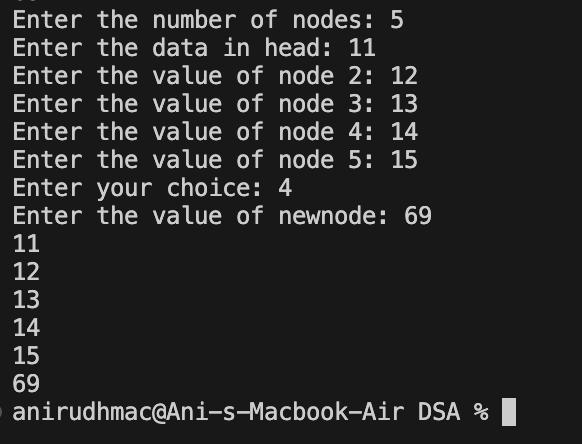 Enter the number of nodes: 5
Enter the data in head: 11
Enter the value of node 2: 12
Enter the value of node 3: 13
Enter the value of node 4: 14
Enter the value of node 5: 15
Enter your choice: 4
Enter the value of newnode: 69
11
12
13
14
15
69
anirudhmac@Ani-s-Macbook-Air DSA %